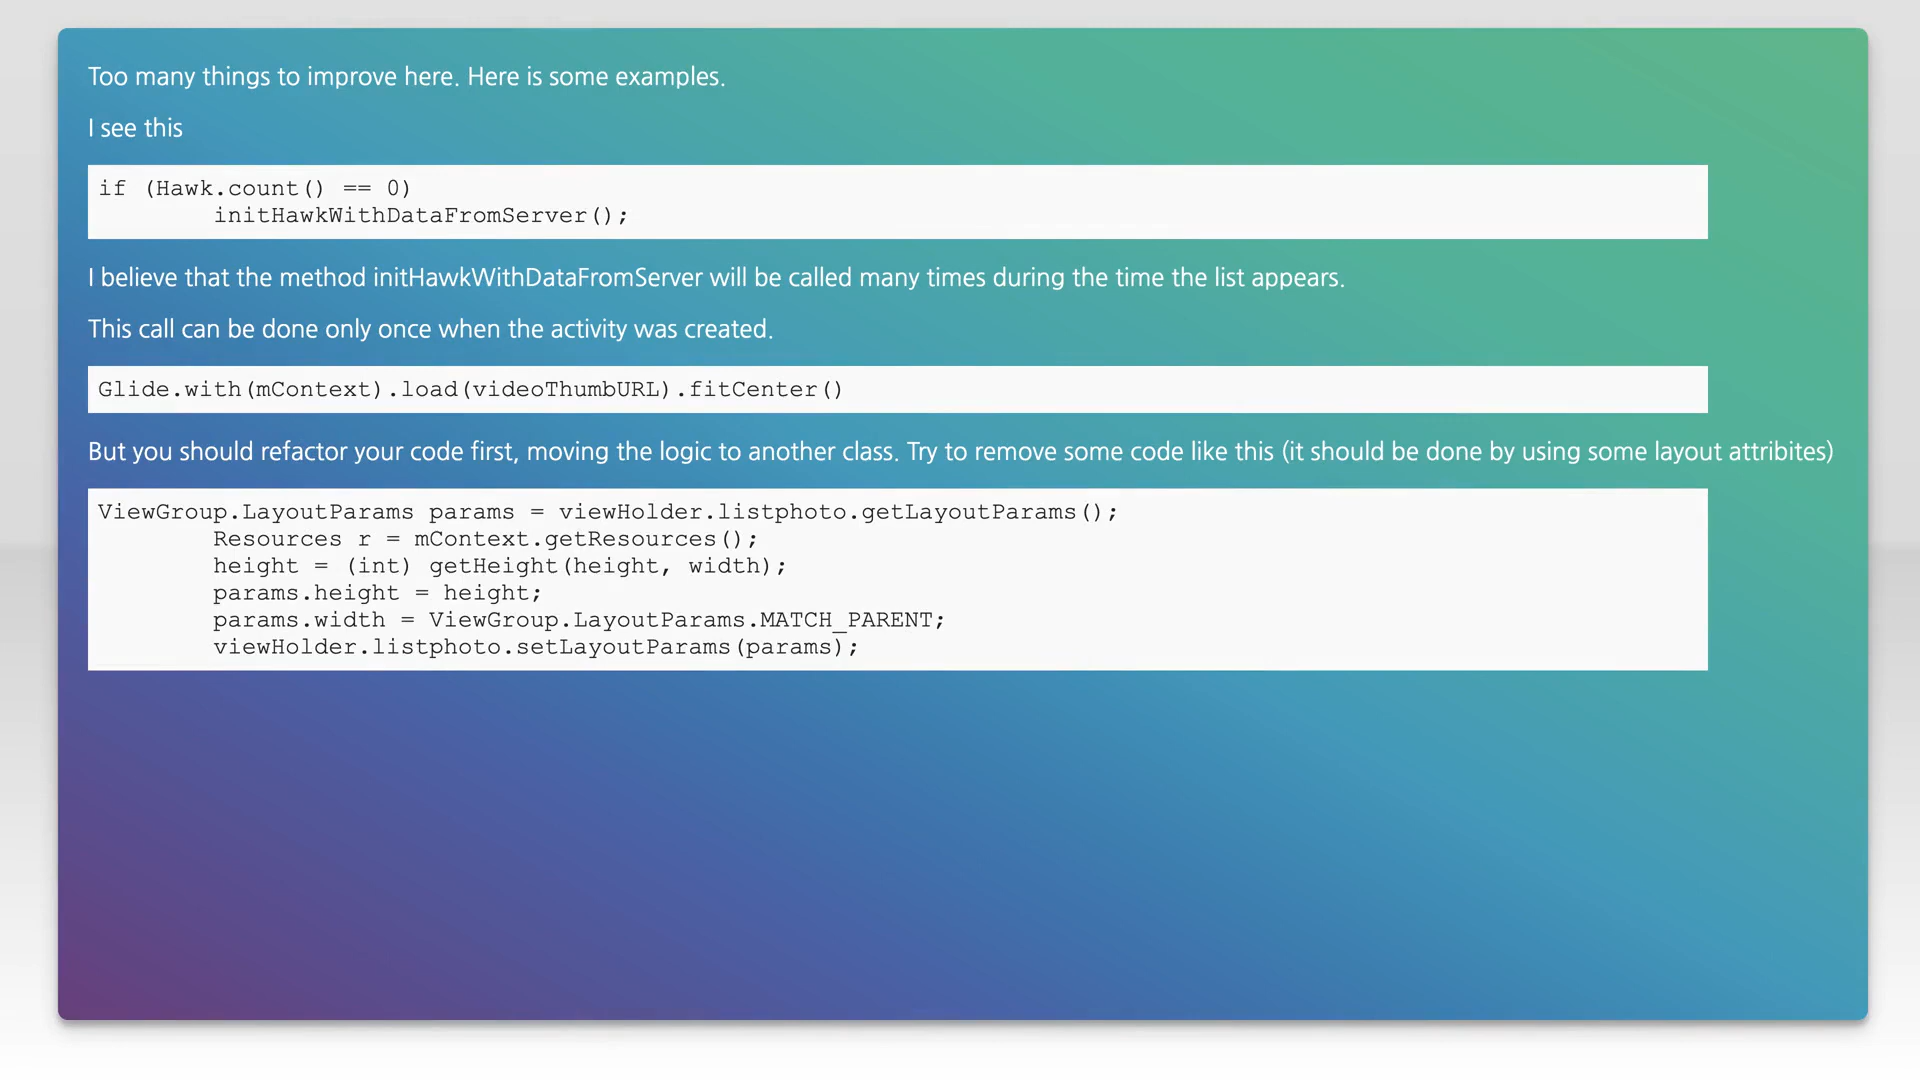 Too many things to improve here. Here is some examples.
I see this
if (Hawk.count() == 0)
        initHawkWithDataFromServer();
I believe that the method initHawkWithDataFromServer will be called many times during the time the list appears.
This call can be done only once when the activity was created.
Glide.with(mContext).load(videoThumbURL).fitCenter()
But you should refactor your code first, moving the logic to another class. Try to remove some code like this (it should be done by using some layout attribites)
ViewGroup.LayoutParams params = viewHolder.listphoto.getLayoutParams();
        Resources r = mContext.getResources();
        height = (int) getHeight(height, width);
        params.height = height;
        params.width = ViewGroup.LayoutParams.MATCH_PARENT;
        viewHolder.listphoto.setLayoutParams(params);